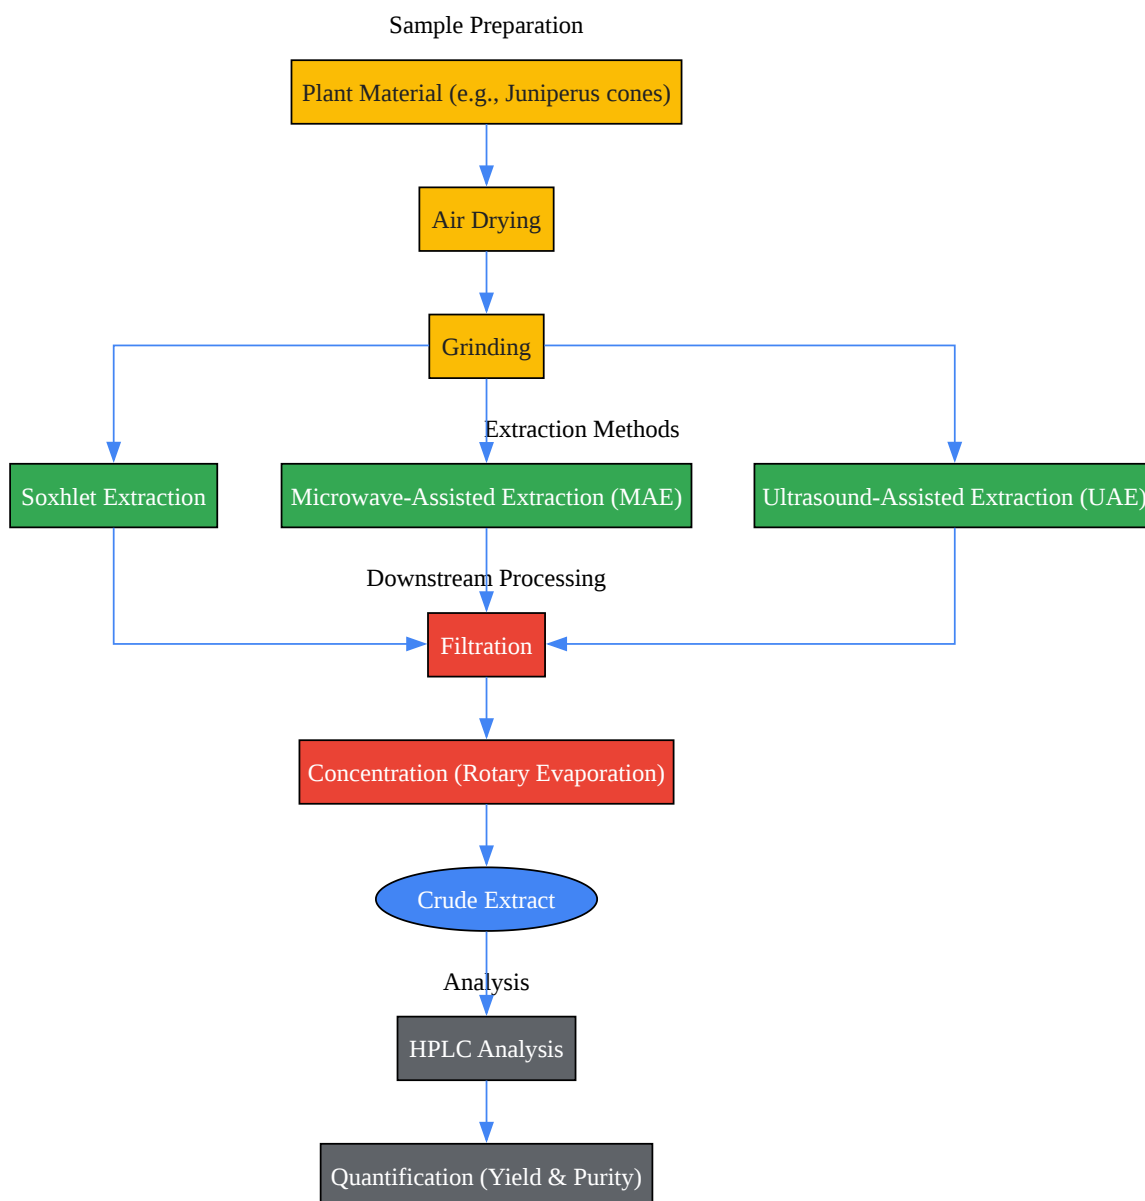 Sample Preparation
Plant Material (e.g., Juniperus cones)
Air Drying
Grinding
Extraction Methods
Soxhlet Extraction
Microwave-Assisted Extraction (MAE)
Ultrasound-Assisted Extraction (UAE)
Downstream Processing
Filtration
Concentration (Rotary Evaporation)
Crude Extract
Analysis
HPLC Analysis
Quantification (Yield & Purity)